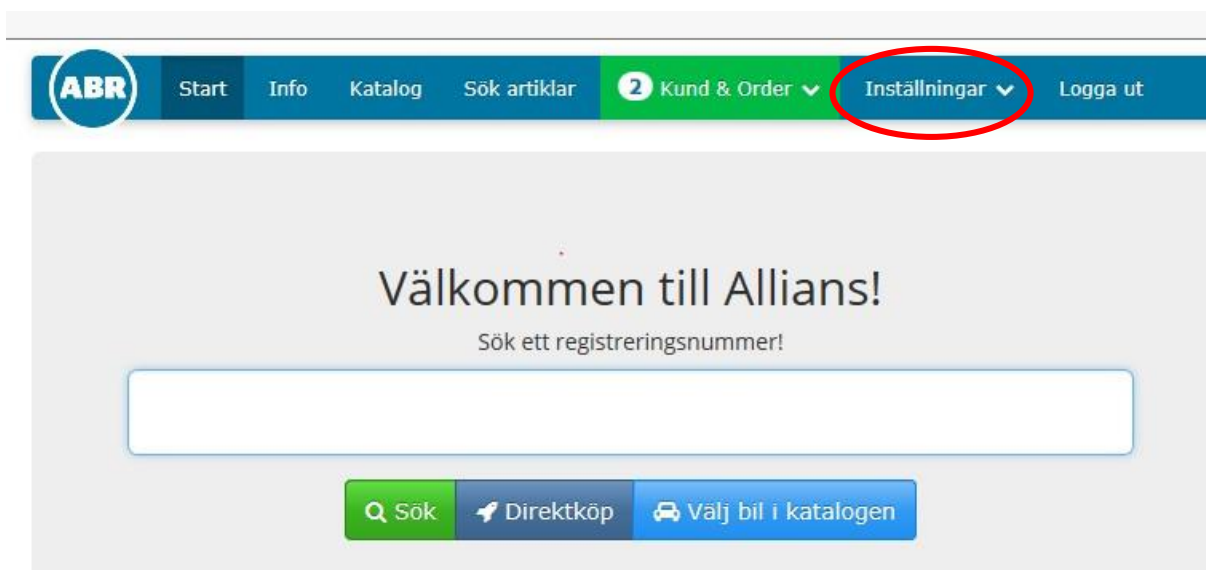 ABR Start Info Katalog Sök artiklar 2 Kund & Order Inställningar Logga ut
Välkommen till Allians!
Sök ett registreringsnummer!
Sök Direktköp Välj bil i katalogen